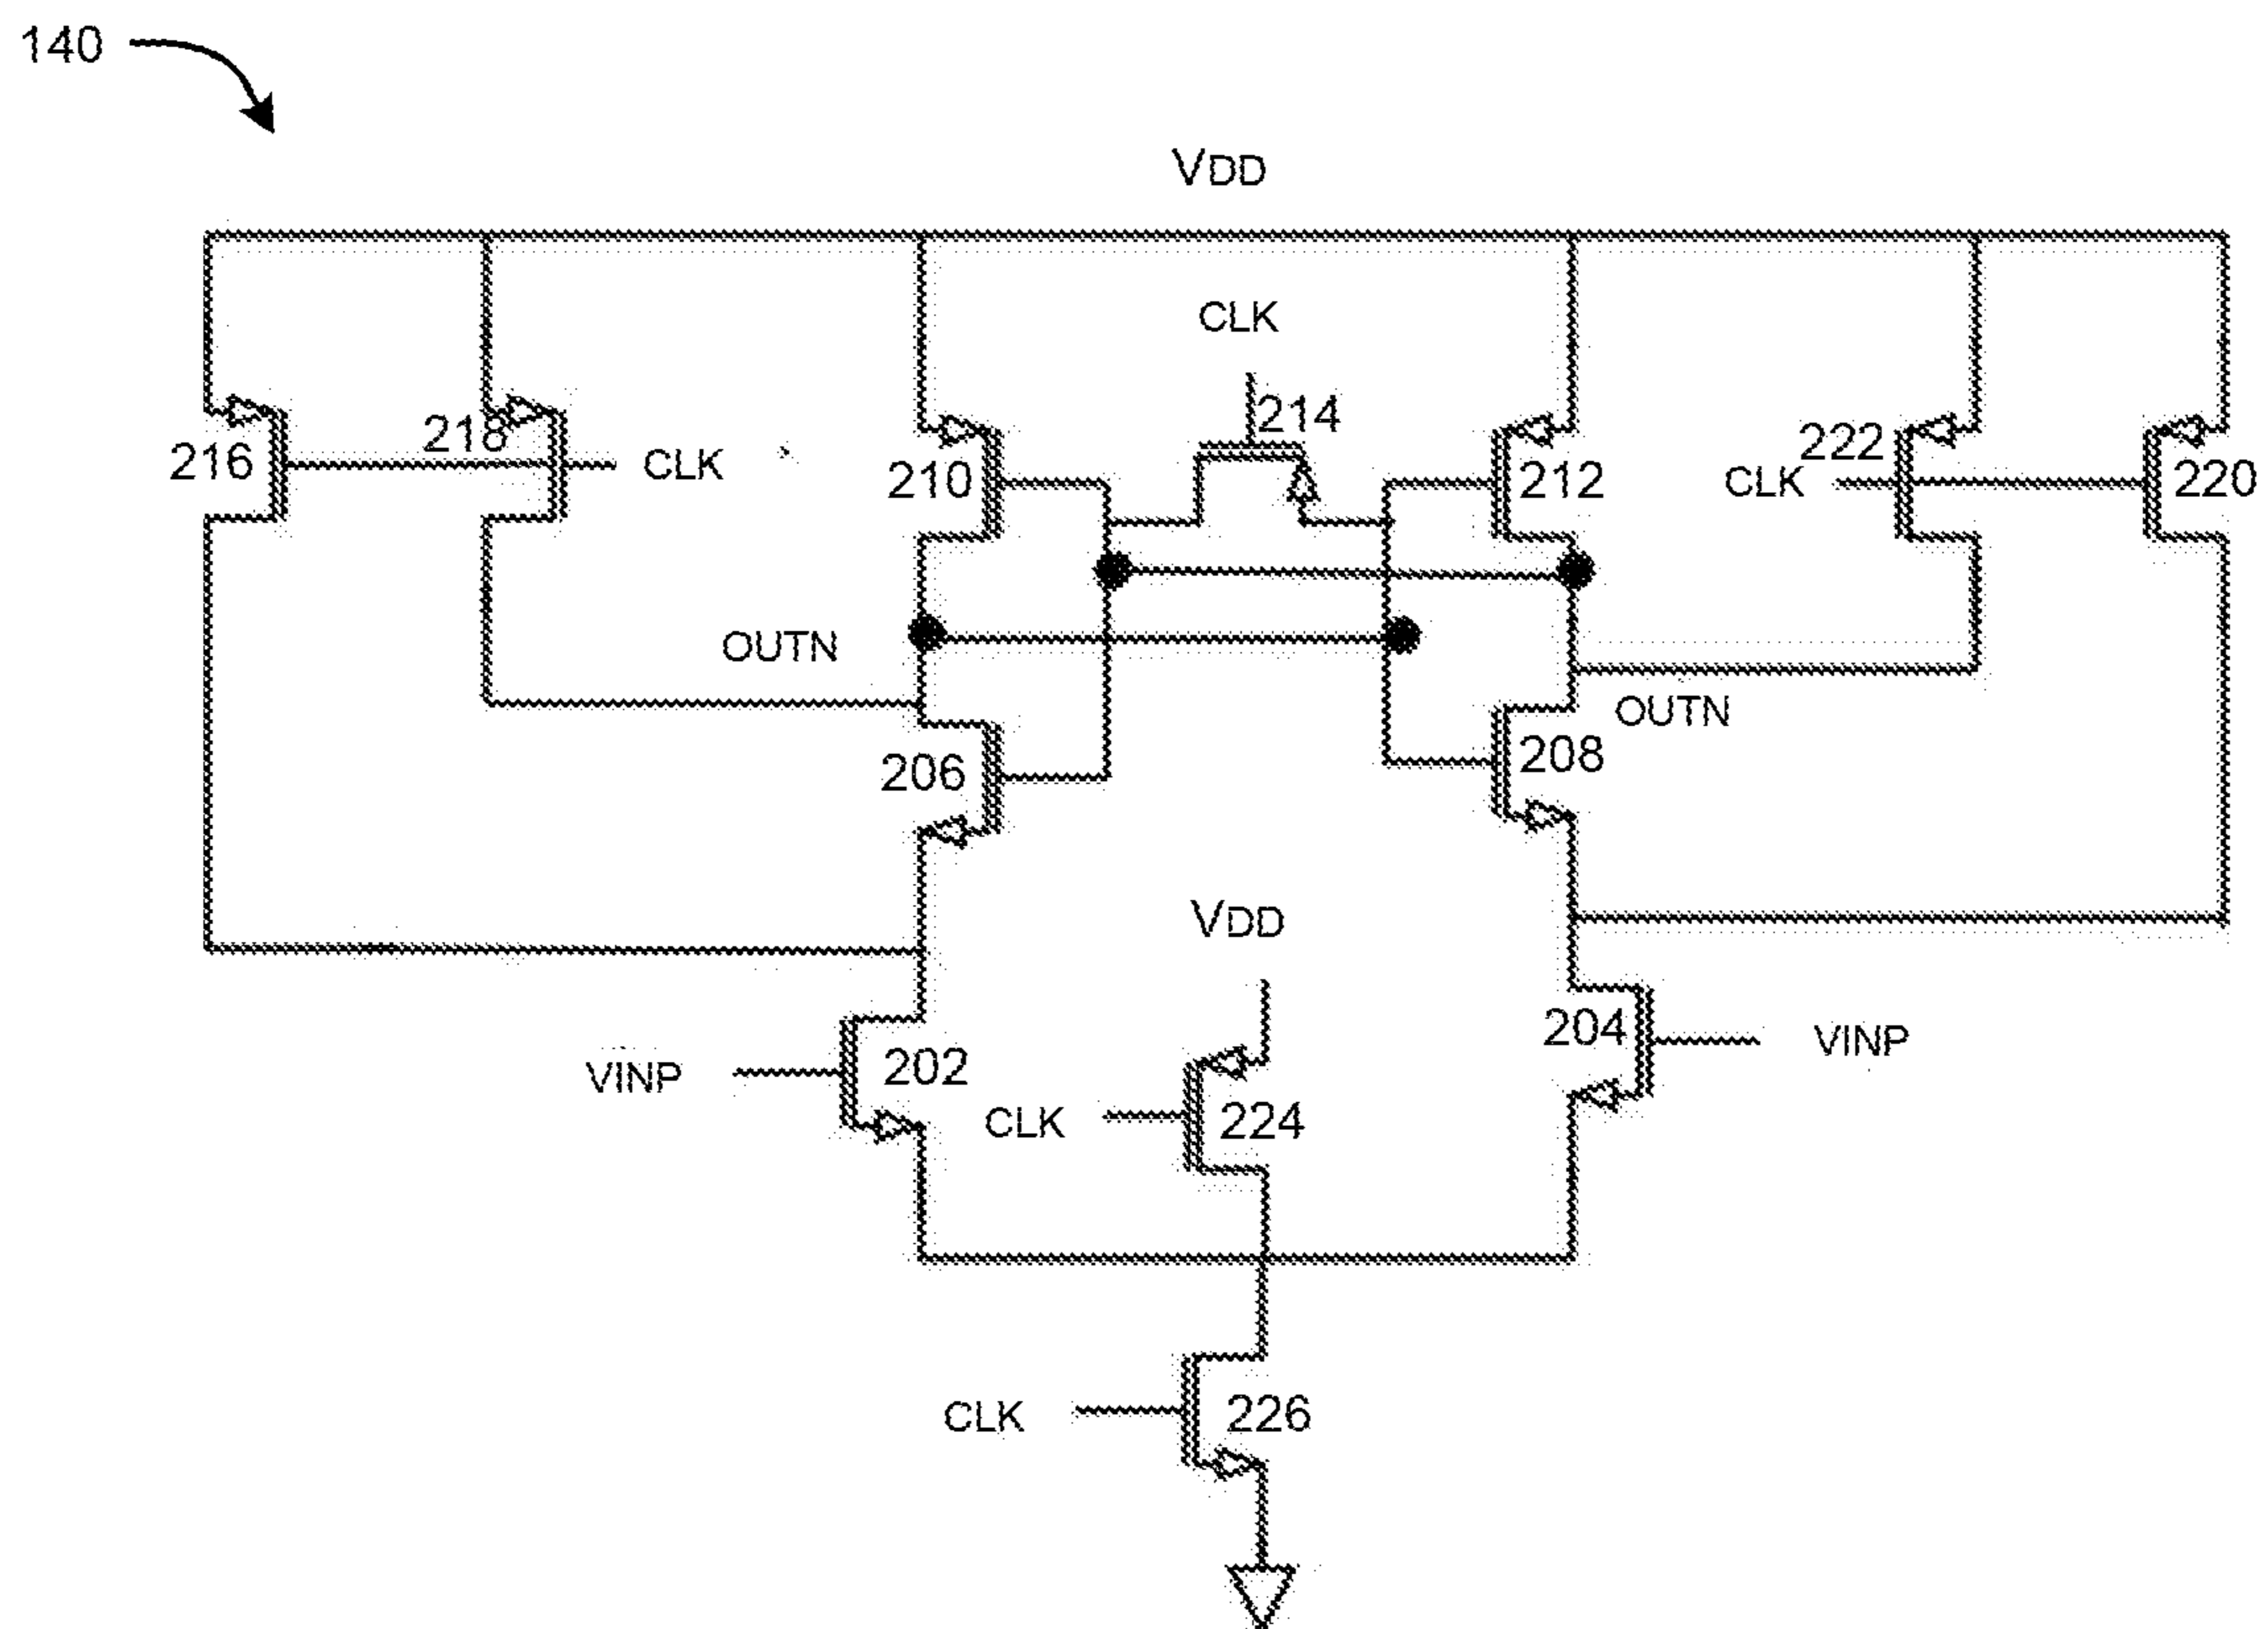 140
VDD
CLK
214
218
222
216
CLK
210
212
CLK
220
OUTN
OUTN
206
208
VDD
204
VINP
VINP
202
CLK
224
CLK
226